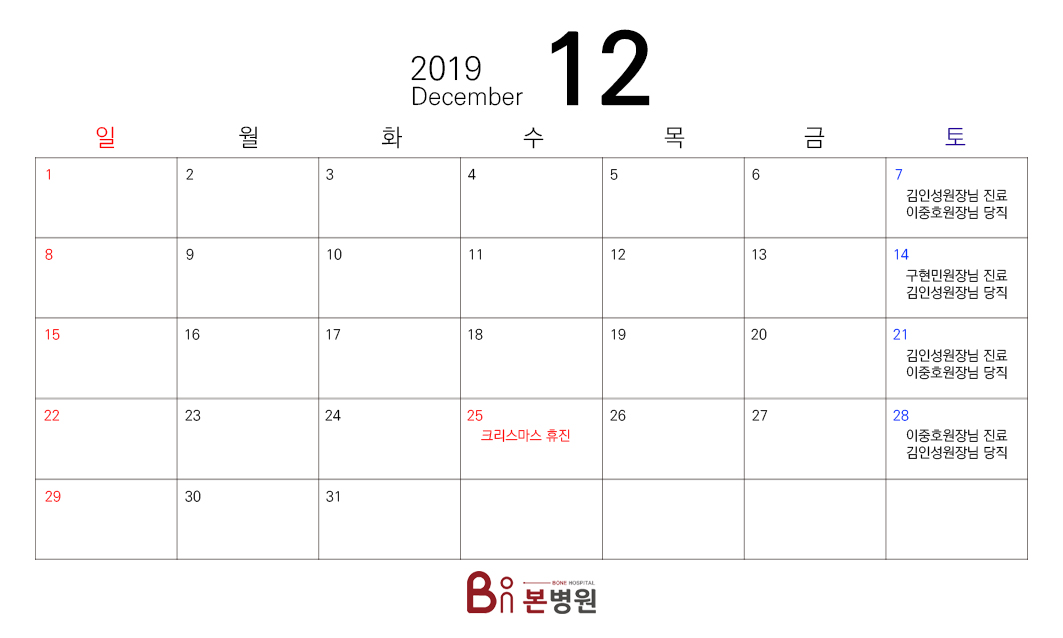 2019
December
12
일 월 화 수 목 금 토
1 2 3 4 5 6 7
김인성원장님 진료
이중호원장님 당직
8 9 10 11 12 13 14
구현민원장님 진료
김인성원장님 당직
15 16 17 18 19 20 21
김인성원장님 진료
이중호원장님 당직
22 23 24 25 26 27 28
크리스마스 휴진
이중호원장님 진료
김인성원장님 당직
29 30 31
BONE HOSPITAL
본병원